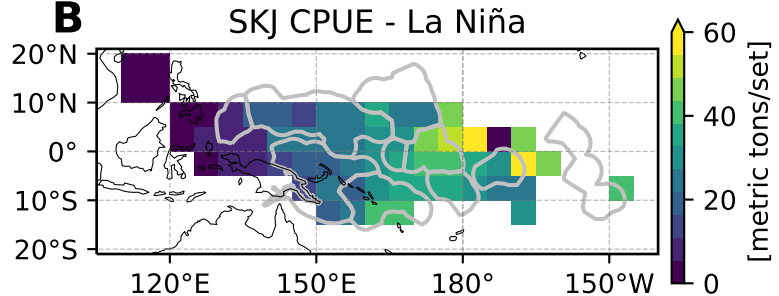 B
SKJ CPUE - La Niña
20°N
10°N
0°
10°S
20°S
120°E 150°E 180° 150°W
60
40
20
0
[metric tons/set]